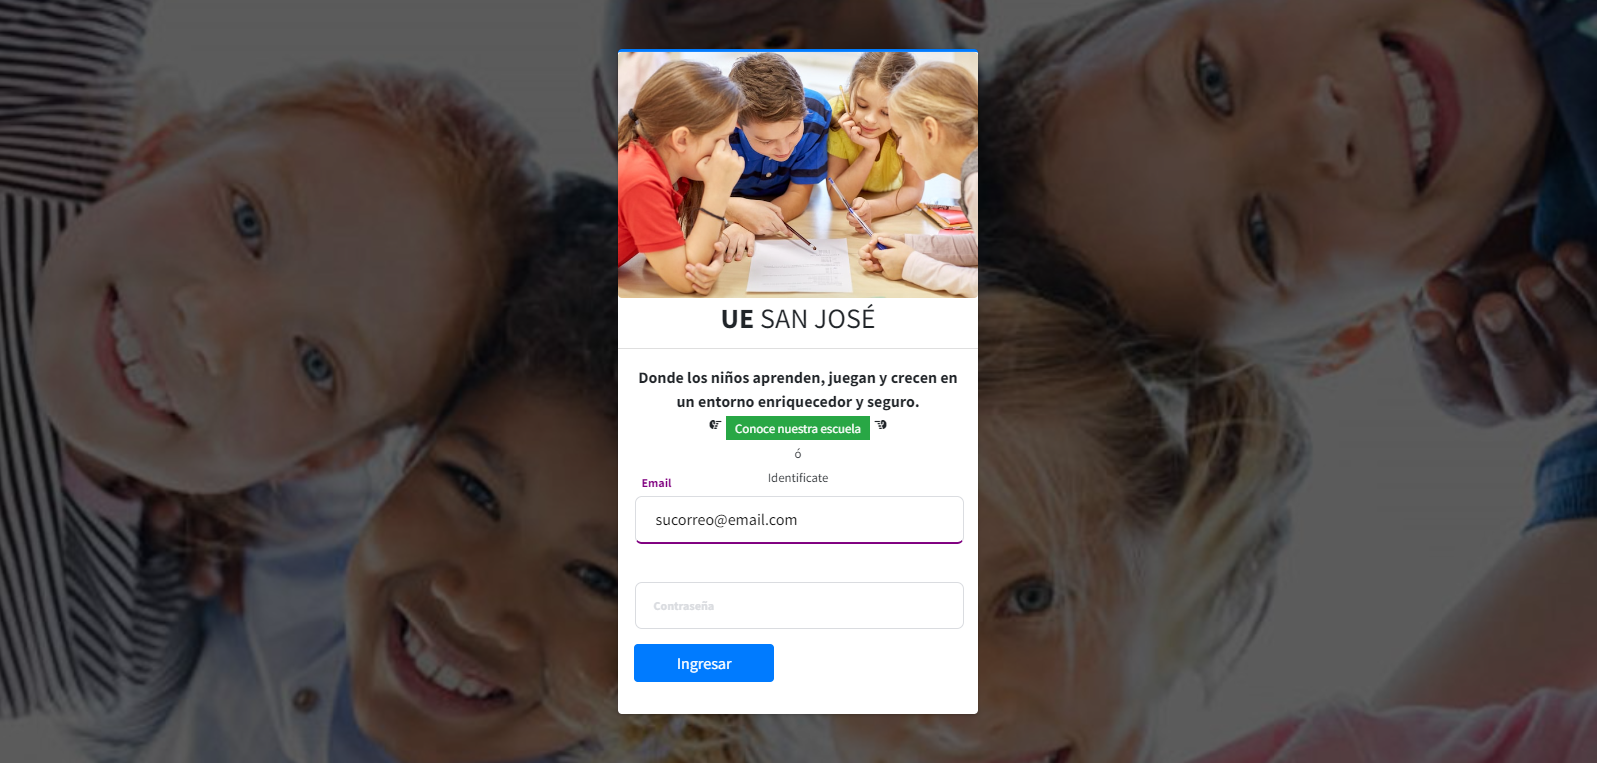 UE SAN JOSÉ
Donde los niños aprenden, juegan y crecen en
un entorno enriquecedor y seguro.
Conoce nuestra escuela
ó
Identificate
Email
sucorreo@email.com
Contraseña
Ingresar